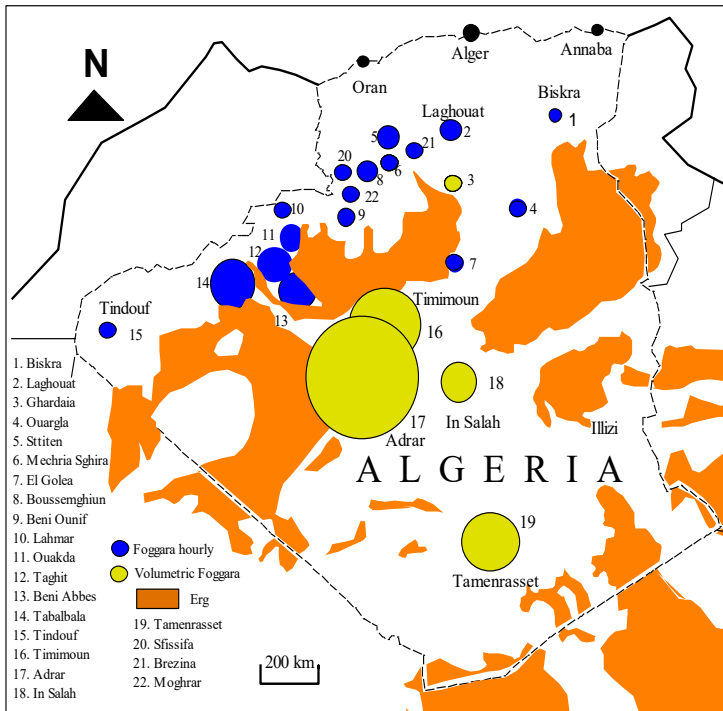 N
Oran
Alger
Annaba
Laghouat
Biskra
1
2
5
21
6
20
8
3
22
4
10
9
11
12
7
14
Timimoun
Tindouf
13
16
15
18
1. Biskra
2. Laghouat
3. Ghardaia
4. Ouargla
5. Sttiten
6. Mechria Sghira
7. El Golea
8. Boussemghiun
9. Beni Ounif
10. Lahmar
11. Ouakda
12. Taghit
13. Beni Abbes
14. Tabalbala
15. Tindouf
16. Timimoun
17. Adrar
18. In Salah
17
In Salah
Adrar
Illizi
ALGERIA
19
Tamenrasset
Foggara hourly
Volumetric Foggara
Erg
19. Tamenrasset
20. Sfissifa
21. Brezina
22. Moghrar
200 km